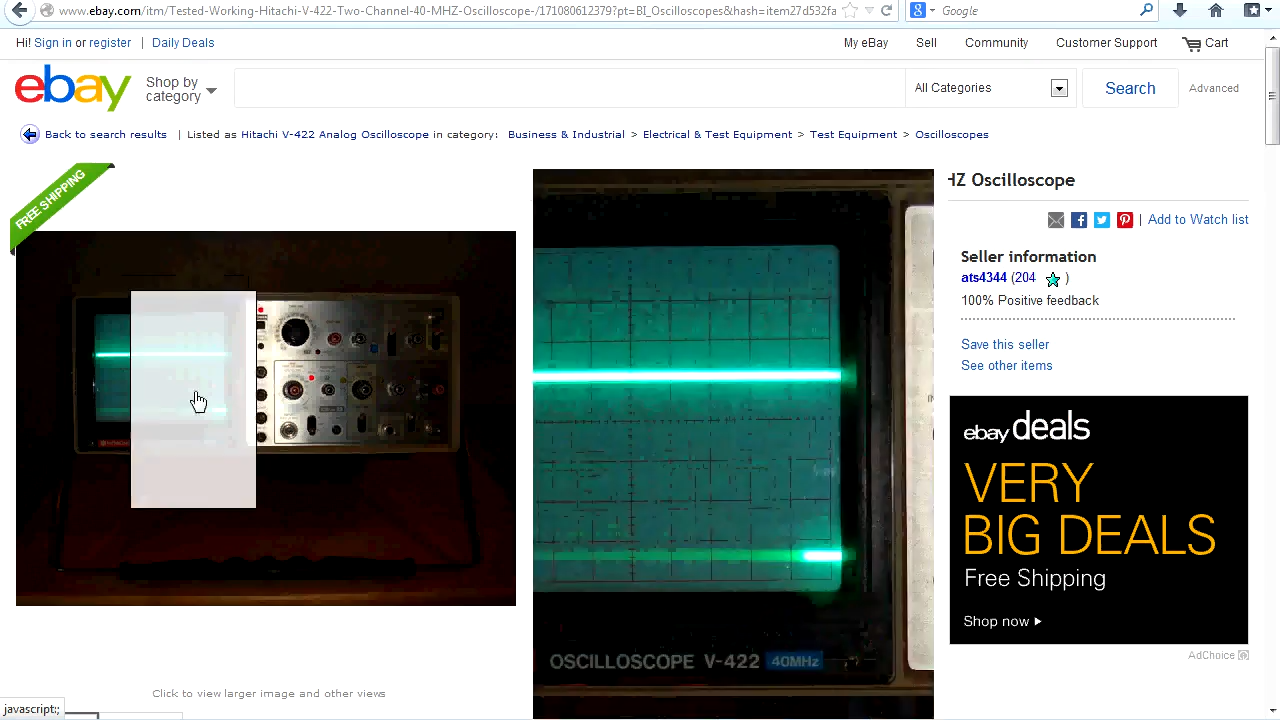 www.ebay.com/itm/Tested-Working-Hitachi-V-422-Two-Channel-40-MHZ-Oscilloscope-/171080612379?pt=BI_Oscilloscopes&hash=item27d532fa
Google
Hi! Sign in or register | Daily Deals
My eBay Sell Community Customer Support Cart
ebay Shop by category
All Categories Search Advanced
Back to search results | Listed as Hitachi V-422 Analog Oscilloscope in category: Business & Industrial > Electrical & Test Equipment > Test Equipment > Oscilloscopes
FREE SHIPPING
HZ Oscilloscope
| Add to Watch list
Seller information
ats4344 (204 )
100% Positive feedback
Save this seller
See other items
ebay deals
VERY
BIG DEALS
Free Shipping
Shop now
AdChoice
OSCILLOSCOPE V-422 40MHz
Click to view larger image and other views
javascript:;